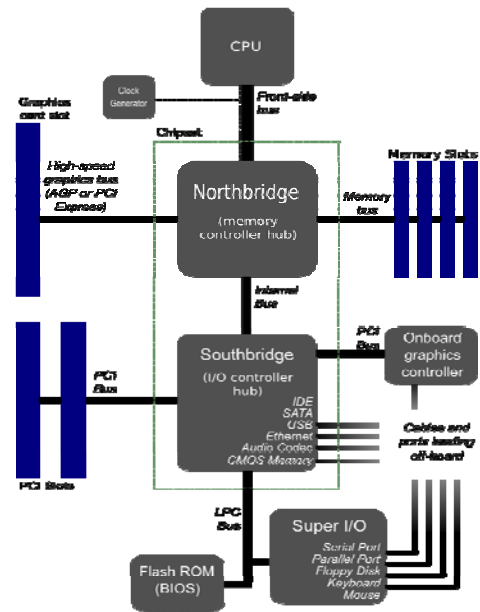 CPU
Clock
Generator
Front-side
bus
Graphics
card slot
Chipset
High-speed
graphics bus
(AGP or PCI
Express)
Northbridge
(memory
controller hub)
Memory
bus
Memory Slots
Internal
Bus
Southbridge
(I/O controller
hub)
PCI
Bus
Onboard
graphics
controller
PCI
Bus
IDE
SATA
USB
Ethernet
Audio Codec
CMOS Memory
Cables and
ports leading
off-board
PCI Slots
LPC
Bus
Super I/O
Serial Port
Parallel Port
Floppy Disk
Keyboard
Mouse
Flash ROM
(BIOS)